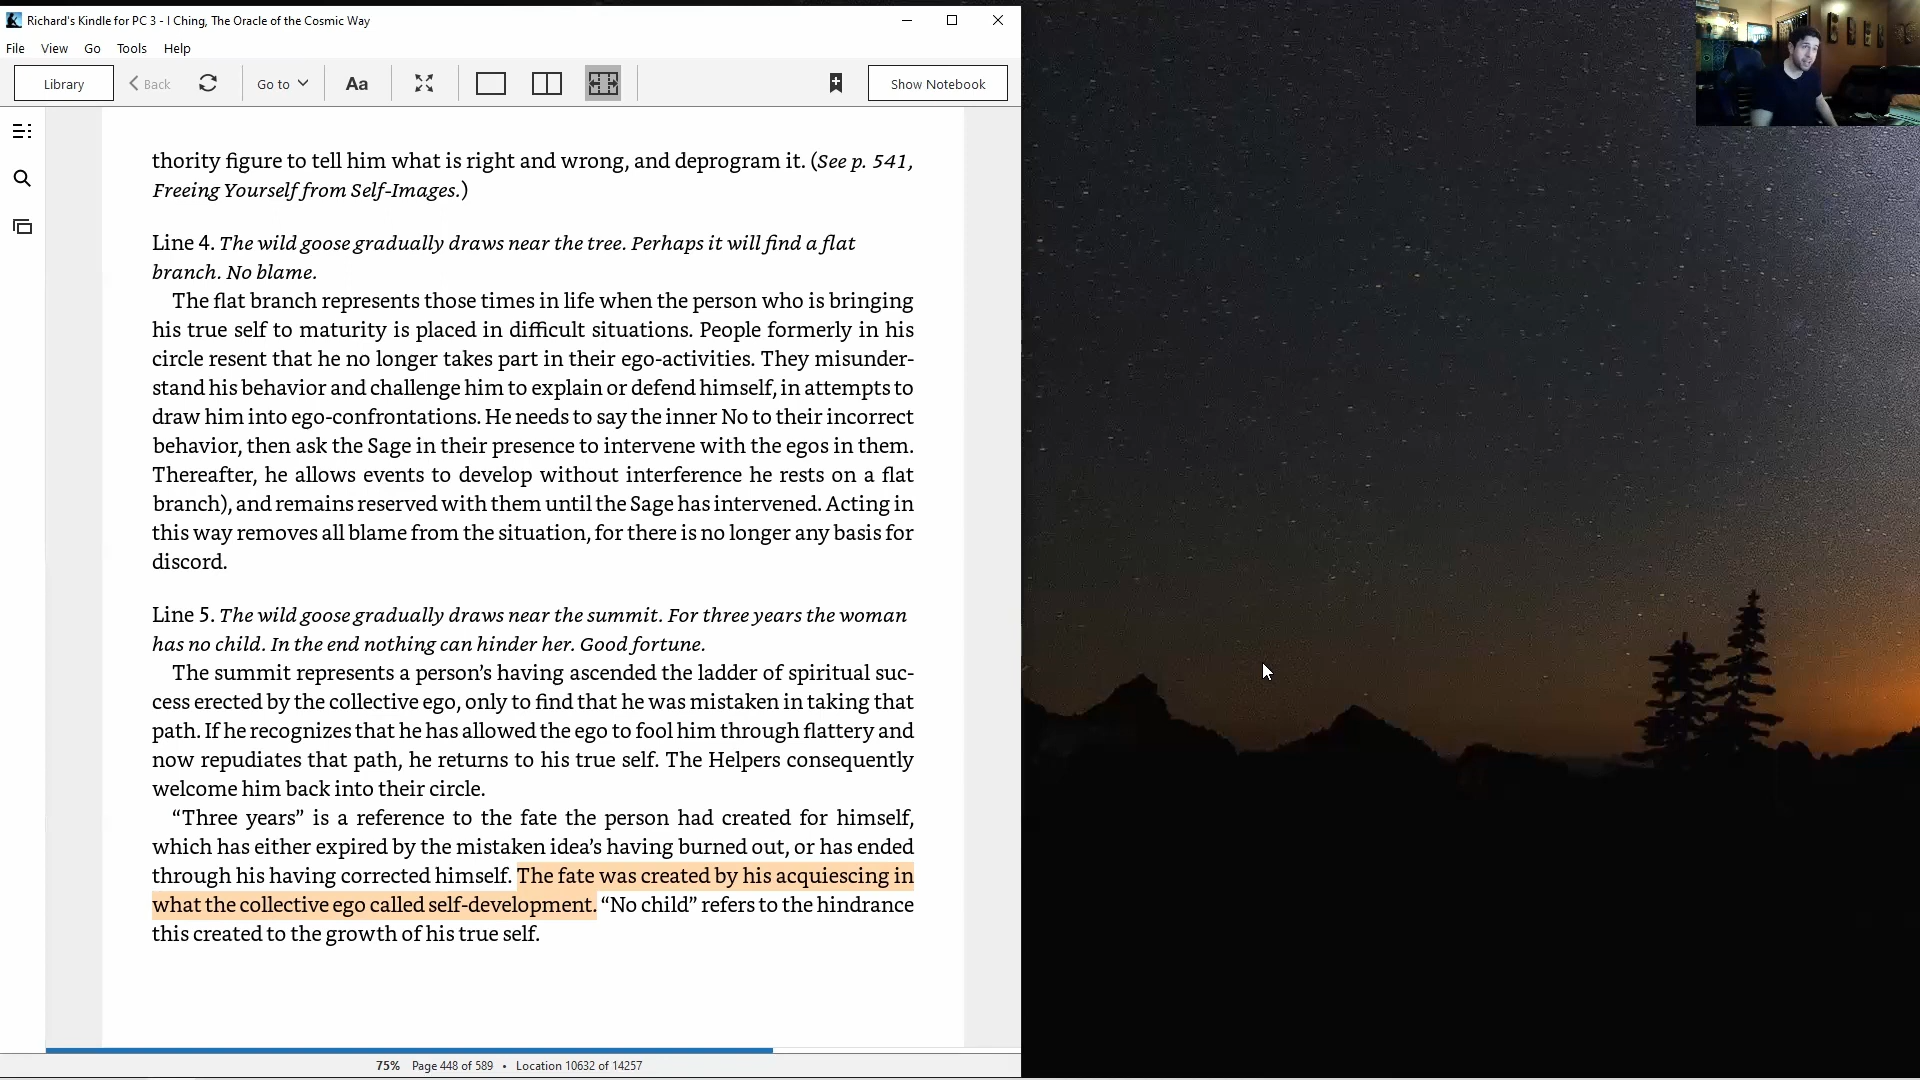 Richard's Kindle for PC 3 - I Ching, The Oracle of the Cosmic Way
File View Go Tools Help
Library Back Go to Aa Show Notebook
thority figure to tell him what is right and wrong, and deprogram it. (See p. 541,
Freeing Yourself from Self-Images.)
Line 4. The wild goose gradually draws near the tree. Perhaps it will find a flat
branch. No blame.
The flat branch represents those times in life when the person who is bringing
his true self to maturity is placed in difficult situations. People formerly in his
circle resent that he no longer takes part in their ego-activities. They misunder-
stand his behavior and challenge him to explain or defend himself, in attempts to
draw him into ego-confrontations. He needs to say the inner No to their incorrect
behavior, then ask the Sage in their presence to intervene with the egos in them.
Thereafter, he allows events to develop without interference he rests on a flat
branch), and remains reserved with them until the Sage has intervened. Acting in
this way removes all blame from the situation, for there is no longer any basis for
discord.
Line 5. The wild goose gradually draws near the summit. For three years the woman
has no child. In the end nothing can hinder her. Good fortune.
The summit represents a person's having ascended the ladder of spiritual suc-
cess erected by the collective ego, only to find that he was mistaken in taking that
path. If he recognizes that he has allowed the ego to fool him through flattery and
now repudiates that path, he returns to his true self. The Helpers consequently
welcome him back into their circle.
“Three years” is a reference to the fate the person had created for himself,
which has either expired by the mistaken idea's having burned out, or has ended
through his having corrected himself. The fate was created by his acquiescing in
what the collective ego called self-development. “No child” refers to the hindrance
this created to the growth of his true self.
75% Page 448 of 589 • Location 10632 of 14257